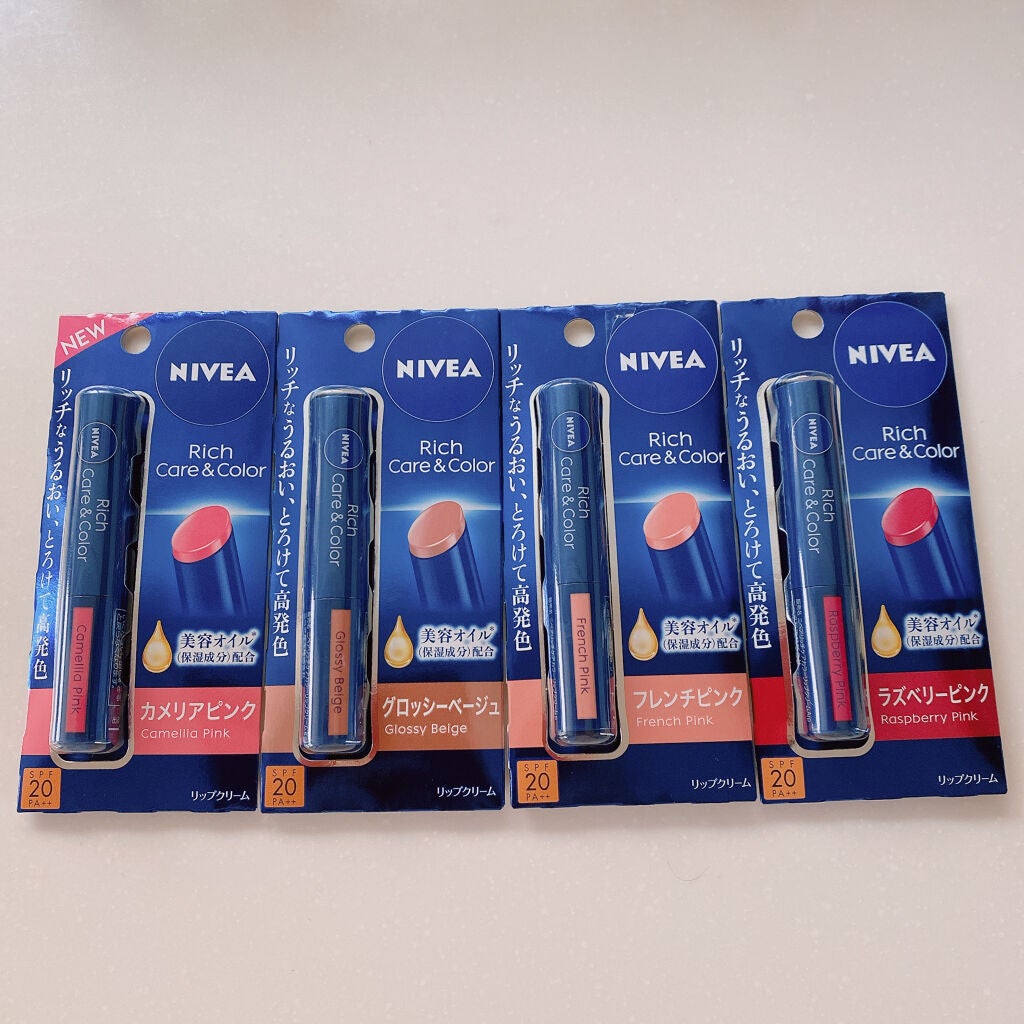 NEW
リッチなうるおい、とろけて高発色
NIVEA
Rich
Care & Color
NIVEA
Rich
Care & Color
Camellia Pink
美容オイル*
(保湿成分)配合
カメリアピンク
Camellia Pink
SPF
20
PA++
リップクリーム
リッチなうるおい、とろけて高発色
NIVEA
Rich
Care & Color
NIVEA
Rich
Care & Color
Glossy Beige
美容オイル*
(保湿成分)配合
グロッシーベージュ
Glossy Beige
SPF
20
PA++
リップクリーム
リッチなうるおい、とろけて高発色
NIVEA
Rich
Care & Color
NIVEA
Rich
Care & Color
French Pink
美容オイル*
(保湿成分)配合
フレンチピンク
French Pink
SPF
20
PA++
リップクリーム
リッチなうるおい、とろけて高発色
NIVEA
Rich
Care & Color
NIVEA
Rich
Care & Color
Raspberry Pink
美容オイル*
(保湿成分)配合
ラズベリーピンク
Raspberry Pink
SPF
20
PA++
リップクリーム